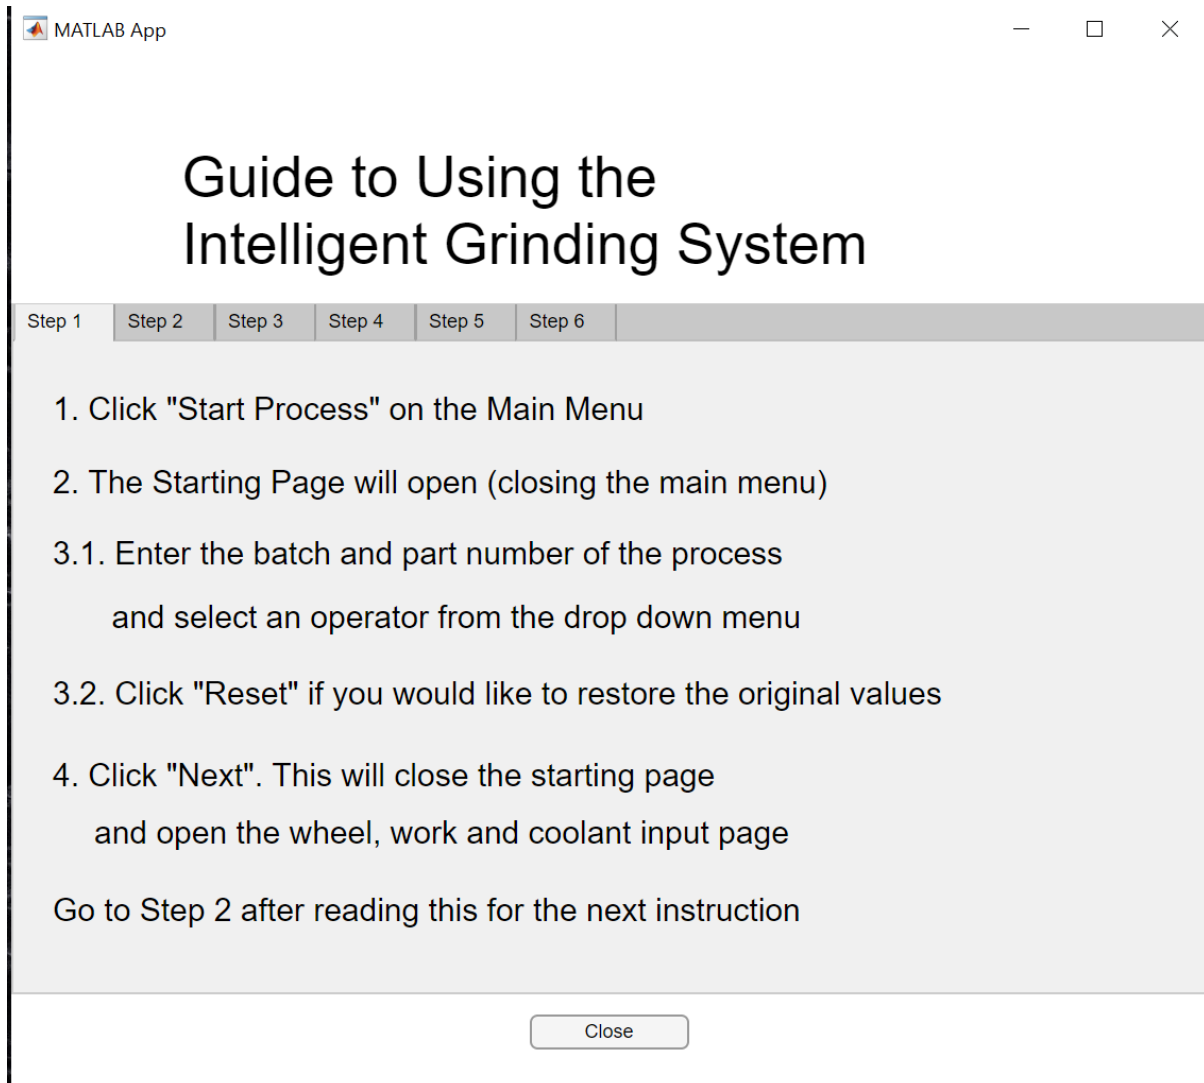 MATLAB App
Guide to Using the
Intelligent Grinding System
Step 1 Step 2 Step 3 Step 4 Step 5 Step 6
1. Click "Start Process" on the Main Menu
2. The Starting Page will open (closing the main menu)
3.1. Enter the batch and part number of the process
and select an operator from the drop down menu
3.2. Click "Reset" if you would like to restore the original values
4. Click "Next". This will close the starting page
and open the wheel, work and coolant input page
Go to Step 2 after reading this for the next instruction
Close